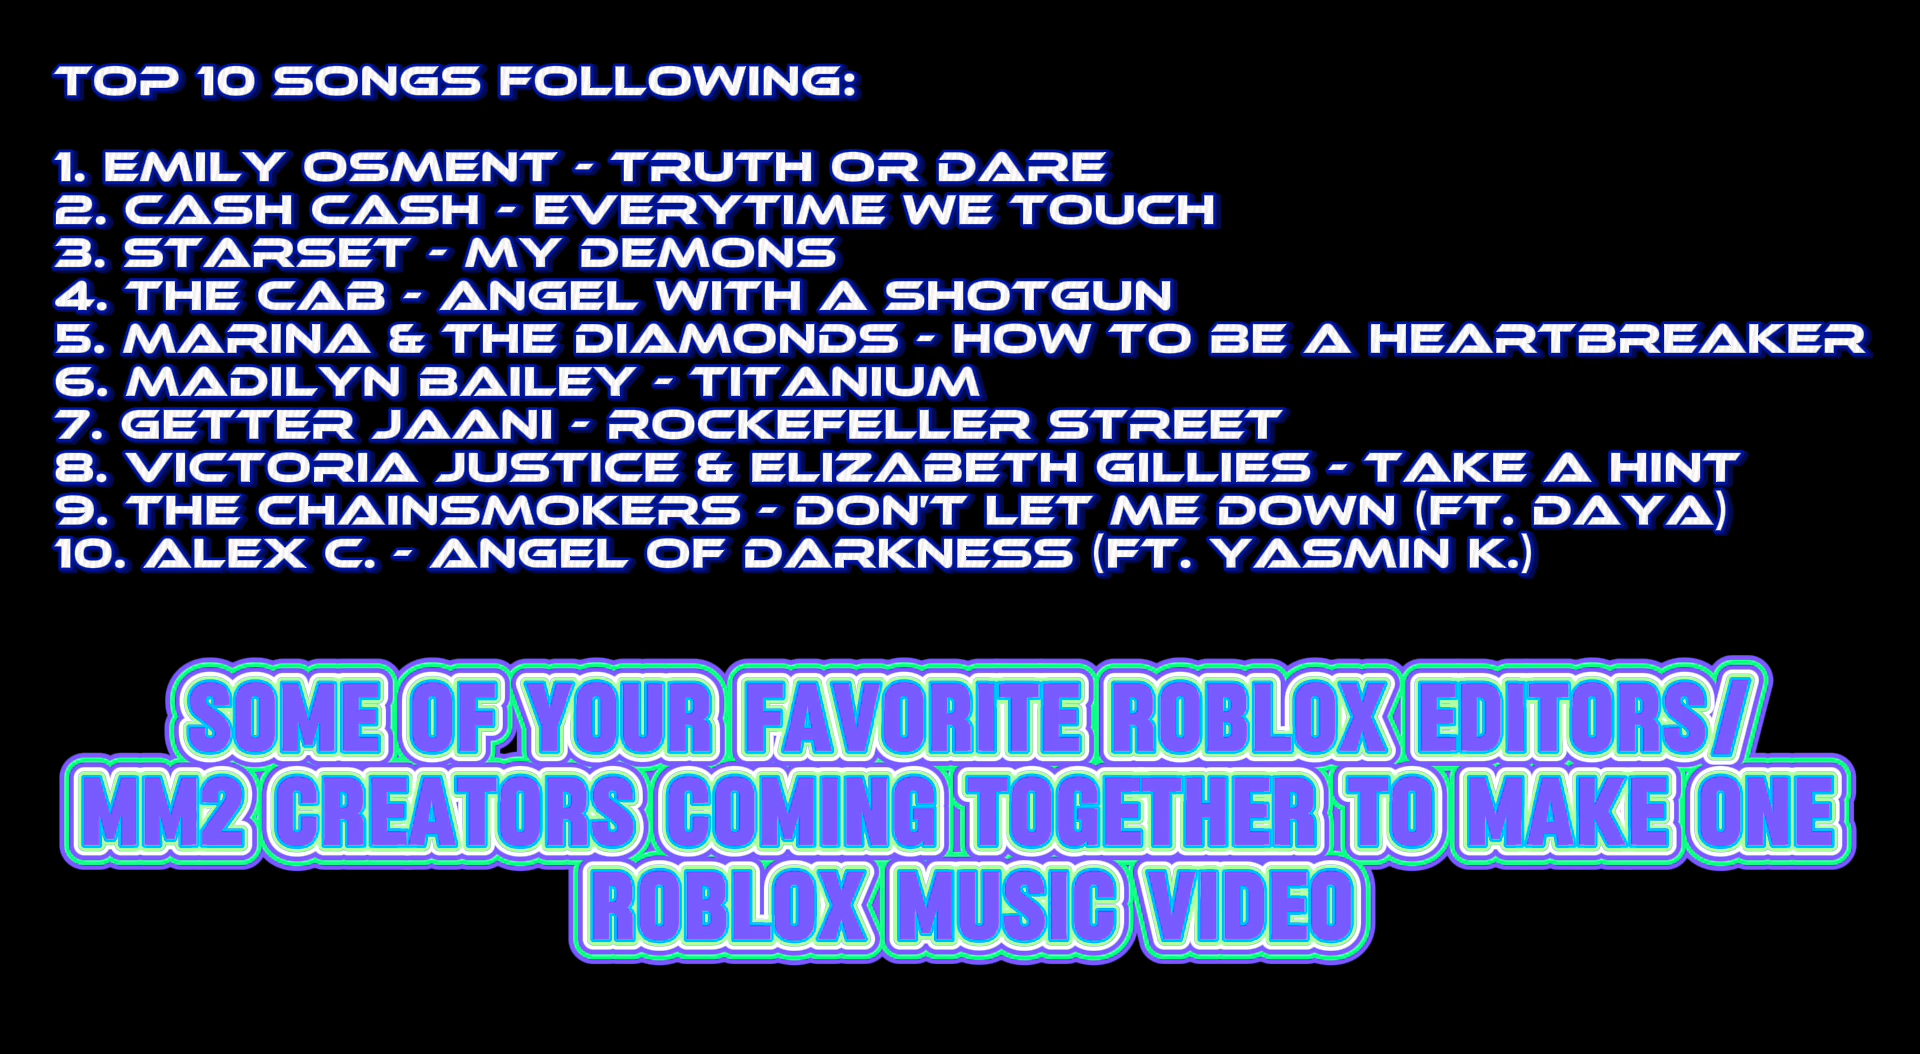 TOP 10 SONGS FOLLOWING:
1. EMILY OSMENT - TRUTH OR DARE
2. CASH CASH - EVERYTIME WE TOUCH
3. STARSET - MY DEMONS
4. THE CAB - ANGEL WITH A SHOTGUN
5. MARINA & THE DIAMONDS - HOW TO BE A HEARTBREAKER
6. MADILYN BAILEY - TITANIUM
7. GETTER JAANI - ROCKEFELLER STREET
8. VICTORIA JUSTICE & ELIZABETH GILLIES - TAKE A HINT
9. THE CHAINSMOKERS - DON'T LET ME DOWN (FT. DAYA)
10. ALEX C. - ANGEL OF DARKNESS (FT. YASMIN K.)
SOME OF YOUR FAVORITE ROBLOX EDITORS/
MM2 CREATORS COMING TOGETHER TO MAKE ONE
ROBLOX MUSIC VIDEO